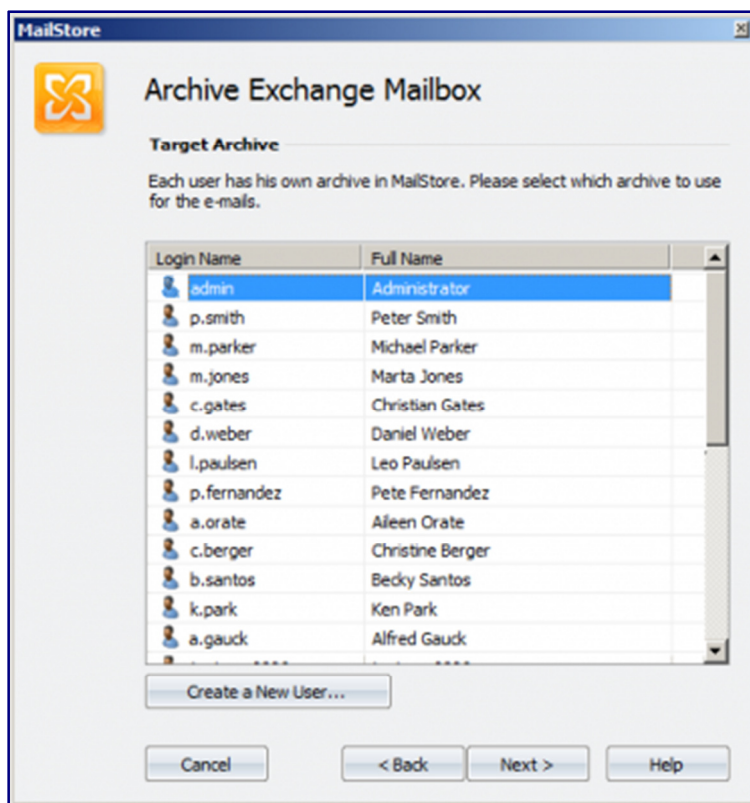 MailStore
Archive Exchange Mailbox
Target Archive
Each user has his own archive in MailStore. Please select which archive to use
for the e-mails.
Login Name Full Name
admin Administrator
p.smith Peter Smith
m.parker Michael Parker
m.jones Marta Jones
c.gates Christian Gates
d.weber Daniel Weber
l.paulsen Leo Paulsen
p.fernandez Pete Fernandez
a.orate Aileen Orate
c.berger Christine Berger
b.santos Becky Santos
k.park Ken Park
a.gauck Alfred Gauck
Create a New User...
Cancel < Back Next > Help